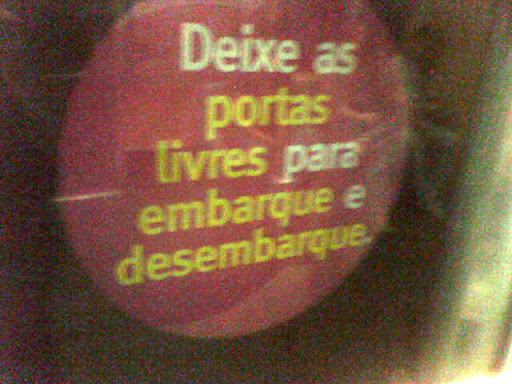 Deixe as
portas
livres para
embarque e
desembarque.